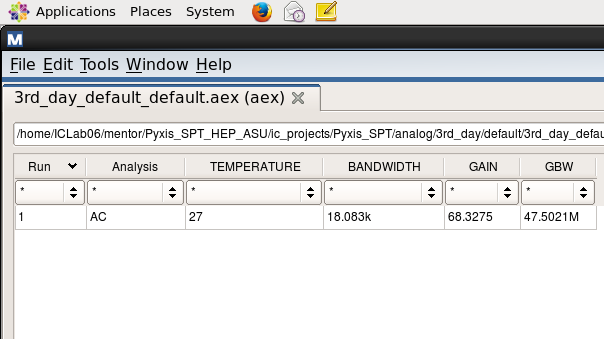 Applications Places System
M
File Edit Tools Window Help
3rd_day_default_default.aex (aex)
/home/ICLab06/mentor/Pyxis_SPT_HEP_ASU/ic_projects/Pyxis_SPT/analog/3rd_day/default/3rd_day_defau
Run Analysis TEMPERATURE BANDWIDTH GAIN GBW
* * * * * *
1 AC 27 18.083k 68.3275 47.5021M